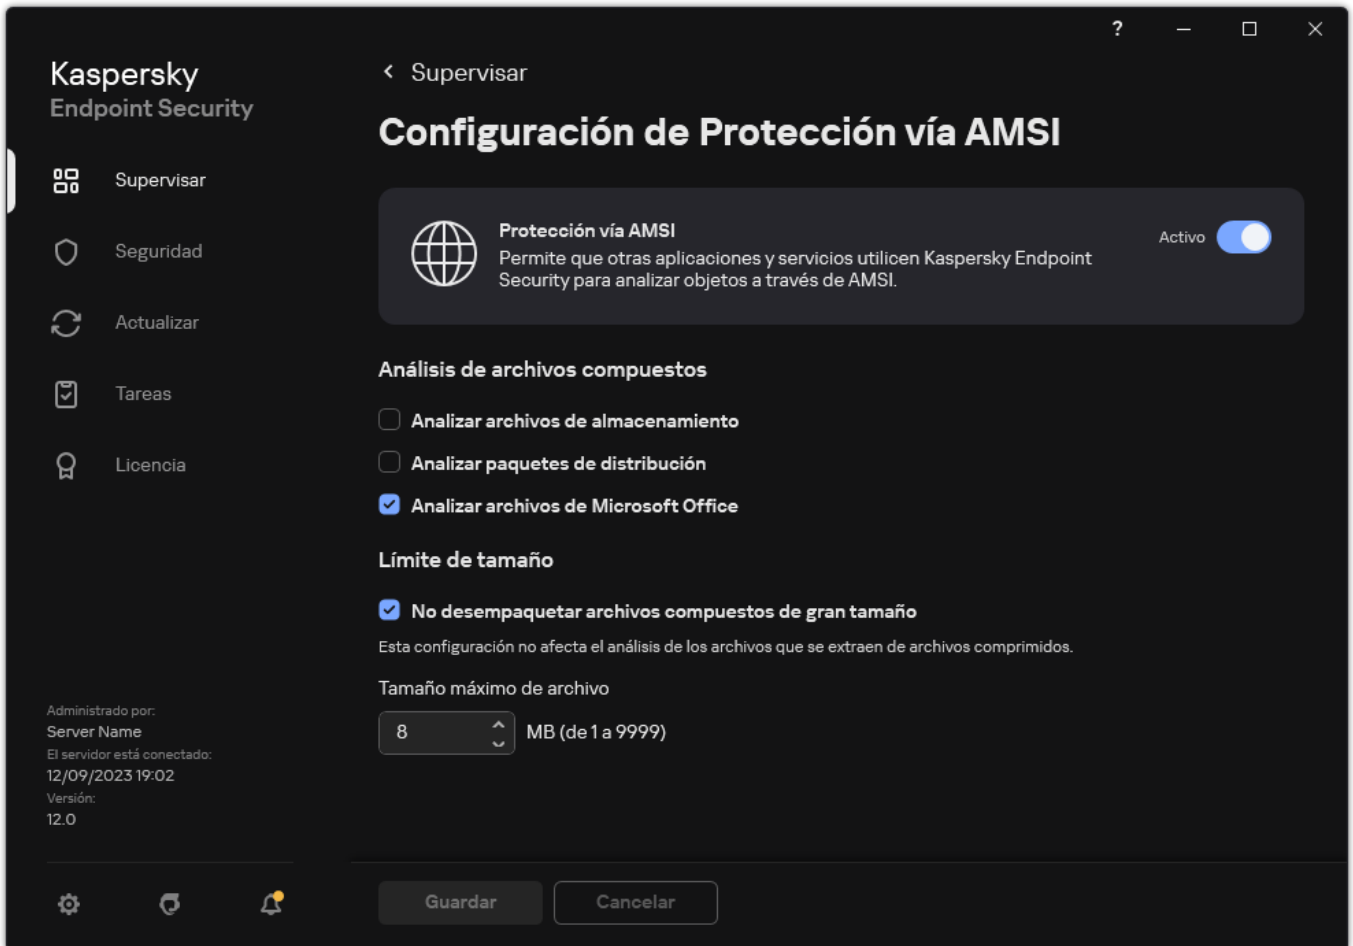 ?
Kaspersky
Endpoint Security
Supervisar
Seguridad
Actualizar
Tareas
Licencia
Administrado por:
Server Name
El servidor está conectado:
12/09/2023 19:02
Versión:
12.0
Supervisar
Configuración de Protección vía AMSI
Protección vía AMSI
Permite que otras aplicaciones y servicios utilicen Kaspersky Endpoint
Security para analizar objetos a través de AMSI.
Activo
Análisis de archivos compuestos
Analizar archivos de almacenamiento
Analizar paquetes de distribución
Analizar archivos de Microsoft Office
Límite de tamaño
No desempaquetar archivos compuestos de gran tamaño
Esta configuración no afecta el análisis de los archivos que se extraen de archivos comprimidos.
Tamaño máximo de archivo
8 MB (de 1 a 9999)
Guardar Cancelar